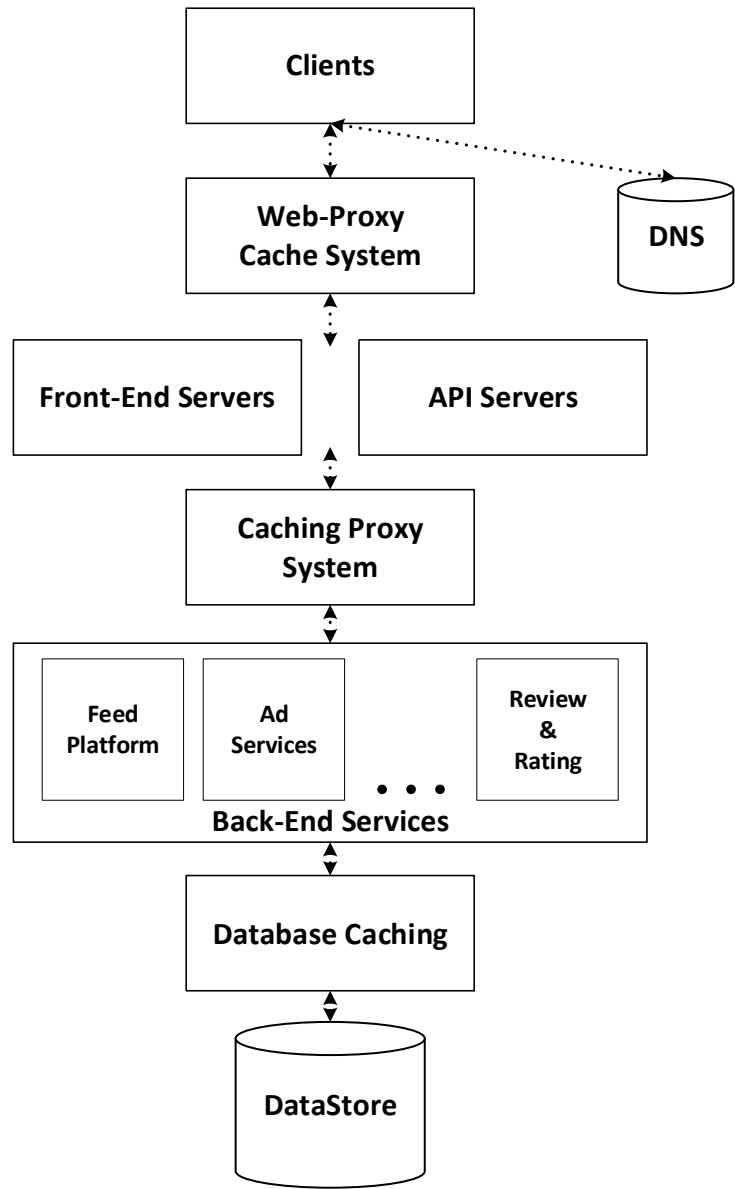 Clients
Web-Proxy
Cache System
DNS
Front-End Servers
API Servers
Caching Proxy
System
Feed
Platform
Ad
Services
• • •
Review
&
Rating
Back-End Services
Database Caching
DataStore